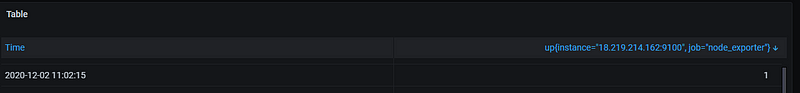 Table
Time up{instance="18.219.214.162:9100", job="node_exporter"} ↓
2020-12-02 11:02:15 1